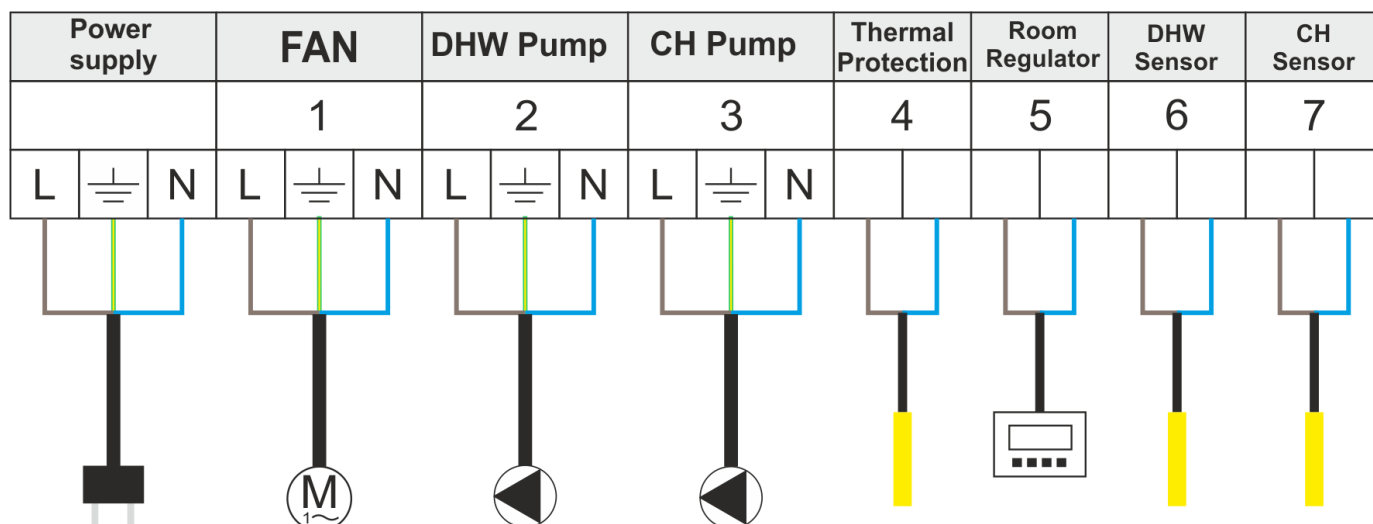 Power
supply
FAN
DHW Pump
CH Pump
Thermal
Protection
Room
Regulator
DHW
Sensor
CH
Sensor
1 2 3 4 5 6 7
L N L N L N L N
M
1~